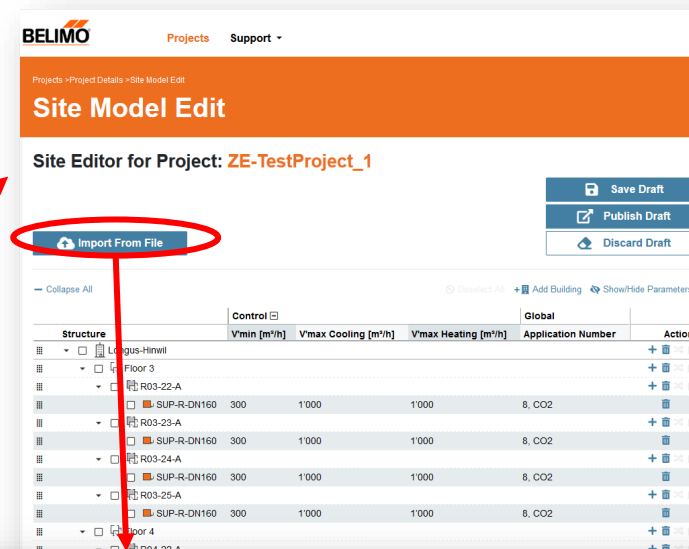 BELIMO
Projects Support
Projects >Project Details >Site Model Edit
Site Model Edit
Site Editor for Project: ZE-TestProject_1
Save Draft
Publish Draft
Import From File
Discard Draft
Collapse All Deselect All Add Building Show/Hide Parameters
Control Global
Structure V'min [m³/h] V'max Cooling [m³/h] V'max Heating [m³/h] Application Number Action
Longus-Hinwil
Floor 3
R03-22-A
SUP-R-DN160 300 1'000 1'000 8, CO2
R03-23-A
SUP-R-DN160 300 1'000 1'000 8, CO2
R03-24-A
SUP-R-DN160 300 1'000 1'000 8, CO2
R03-25-A
SUP-R-DN160 300 1'000 1'000 8, CO2
Floor 4
R04-22-A